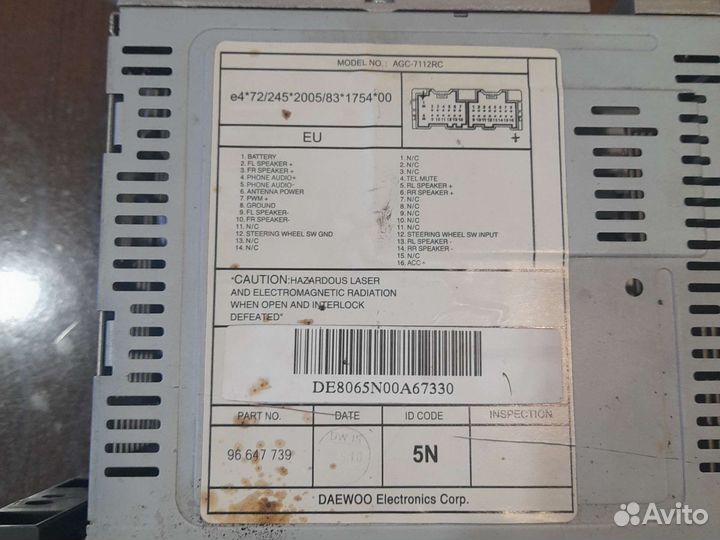 MODEL NO. : AGC-7112RC
e4*72/245*2005/83*1754*00
EU
1. BATTERY
2. FL SPEAKER +
3. FR SPEAKER +
4. PHONE AUDIO+
5. PHONE AUDIO-
6. ANTENNA POWER
7. PWM +
8. GROUND
9. FL SPEAKER-
10. FR SPEAKER-
11. N/C
12. STEERING WHEEL SW GND
13. N/C
14. N/C
1. N/C
2. N/C
3. N/C
4. TEL MUTE
5. RL SPEAKER +
6. RR SPEAKER +
7. N/C
8. N/C
9. N/C
10. N/C
11. N/C
12. STEERING WHEEL SW INPUT
13. RL SPEAKER -
14. RR SPEAKER -
15. N/C
16. ACC+
"CAUTION:HAZARDOUS LASER
AND ELECTROMAGNETIC RADIATION
WHEN OPEN AND INTERLOCK
DEFEATED"
DE8065N00A67330
PART NO. DATE ID CODE INSPECTION
96 647 739 5N
DAEWOO Electronics Corp.
Avito